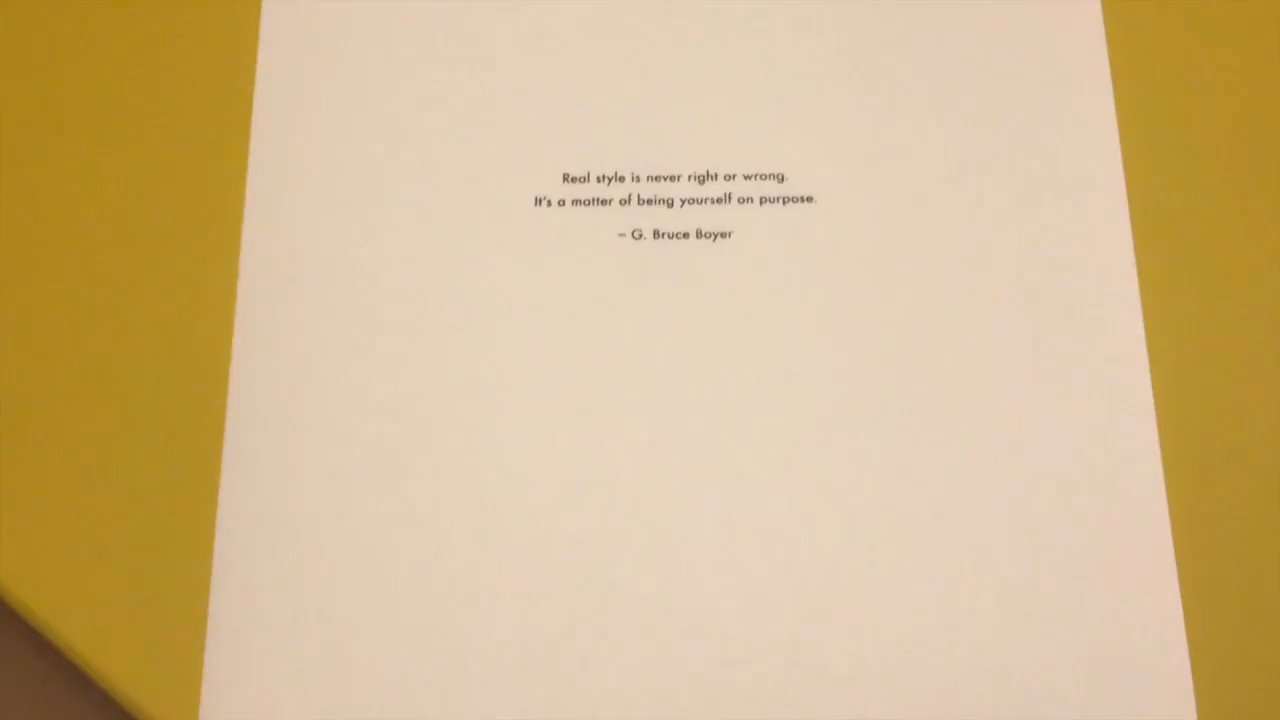 Real style is never right or wrong.
It's a matter of being yourself on purpose.
– G. Bruce Boyer